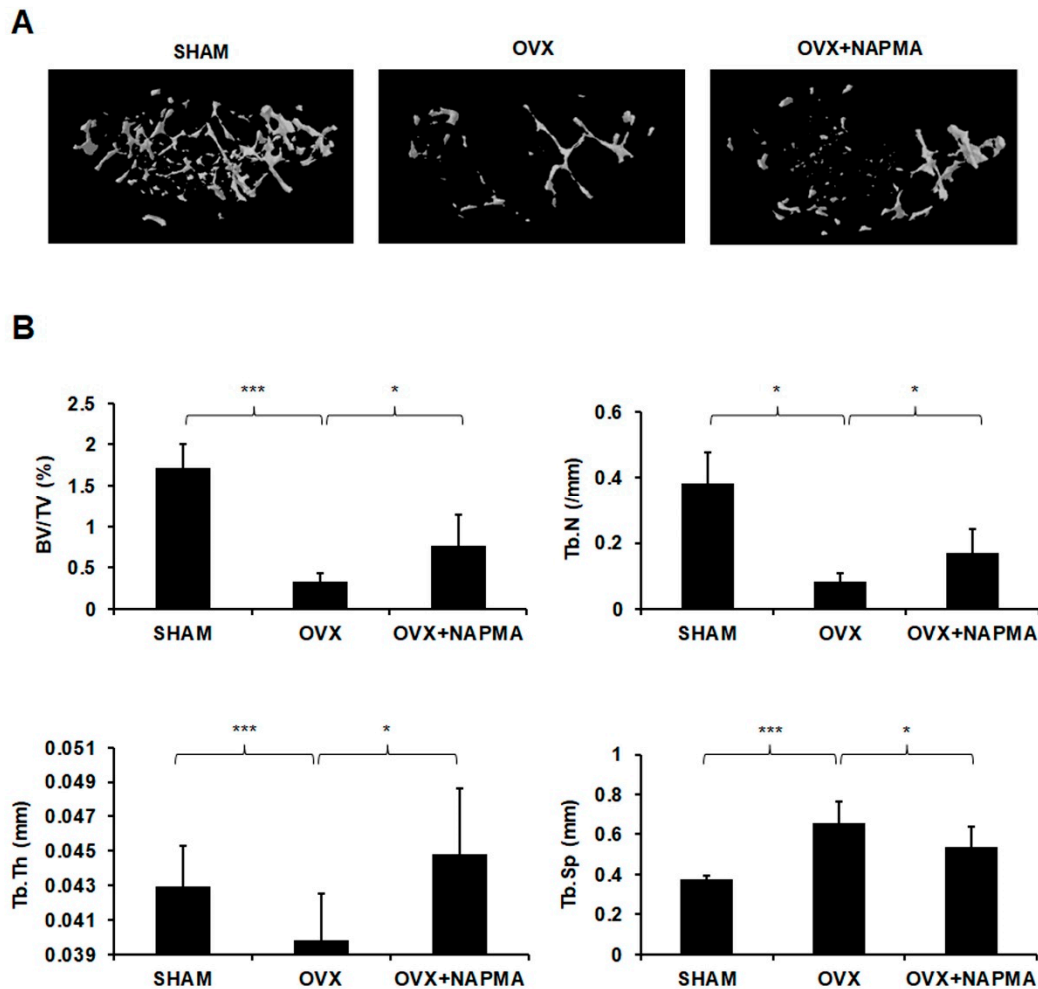 A
SHAM
OVX
OVX+NAPMA
B
***
*
BV/TV (%)
2.5
2
1.5
1
0.5
0
SHAM
OVX
OVX+NAPMA
*
*
Tb.N (/mm)
0.6
0.4
0.2
0
SHAM
OVX
OVX+NAPMA
***
*
Tb.Th (mm)
0.051
0.049
0.047
0.045
0.043
0.041
0.039
SHAM
OVX
OVX+NAPMA
***
*
Tb.Sp (mm)
1
0.8
0.6
0.4
0.2
0
SHAM
OVX
OVX+NAPMA